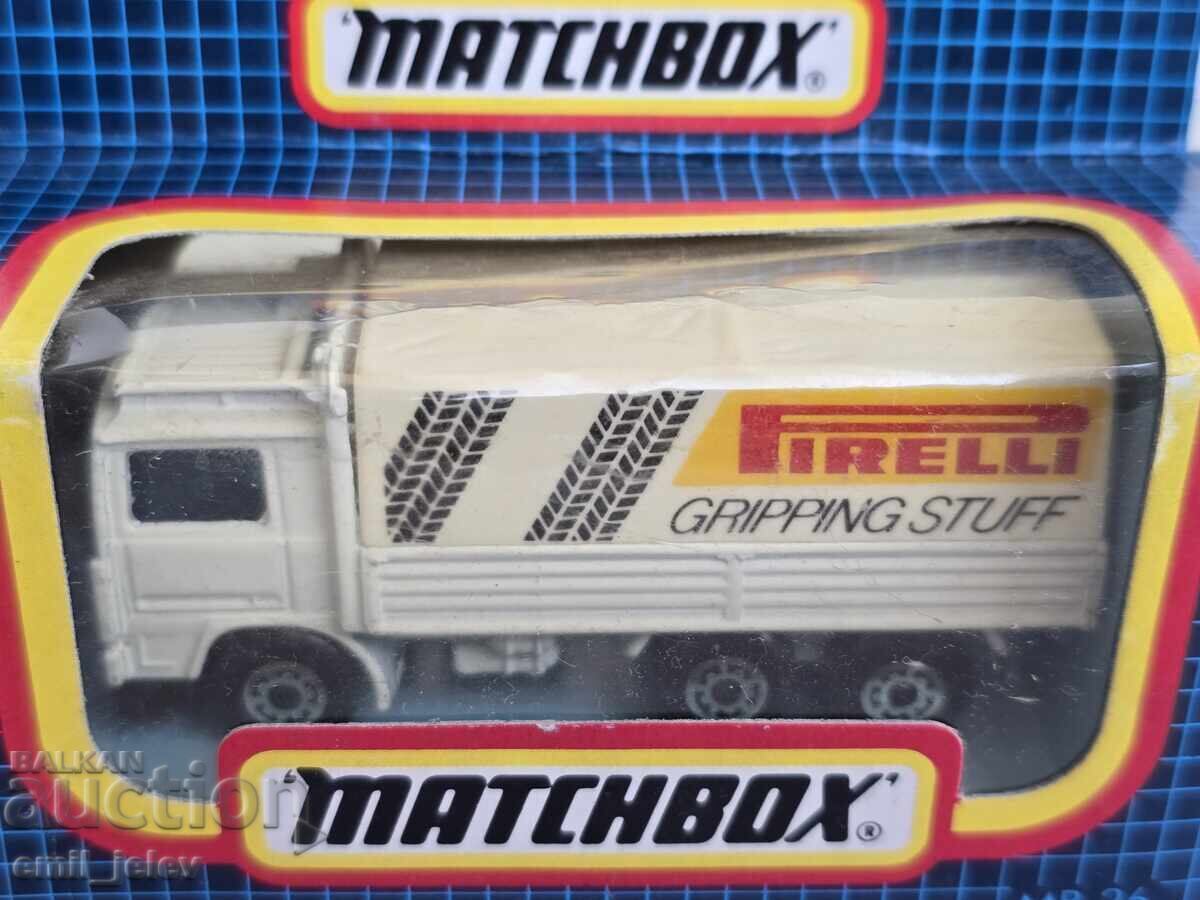 'MATCHBOX'®
PIRELLI
GRIPPING STUFF
'MATCHBOX'®
BALKAN
auction
emil_jelev